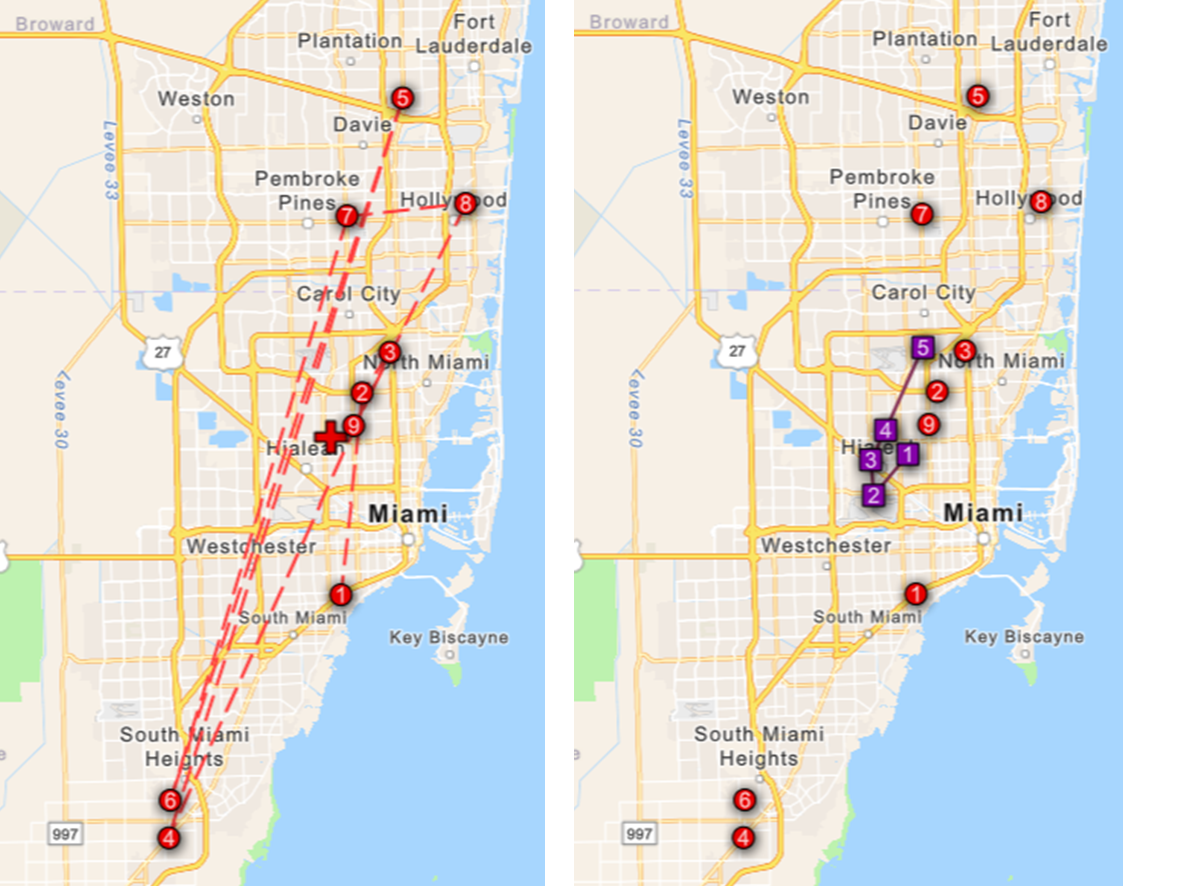 Broward
Fort
Lauderdale
Plantation
5
Weston
Davie
Levee 33
Pembroke
Pines
7
Hollywood
8
Carol City
27
3
North Miami
2
9
Levee 30
Hialeah
Miami
Westchester
1
South Miami
Key Biscayne
South Miami
Heights
6
997
4
Broward
Fort
Lauderdale
Plantation
5
Weston
Davie
Levee 33
Pembroke
Pines
7
Hollywood
8
Carol City
27
5
3
North Miami
2
4
9
Levee 30
3
1
2
Miami
Westchester
1
South Miami
Key Biscayne
South Miami
Heights
6
997
4